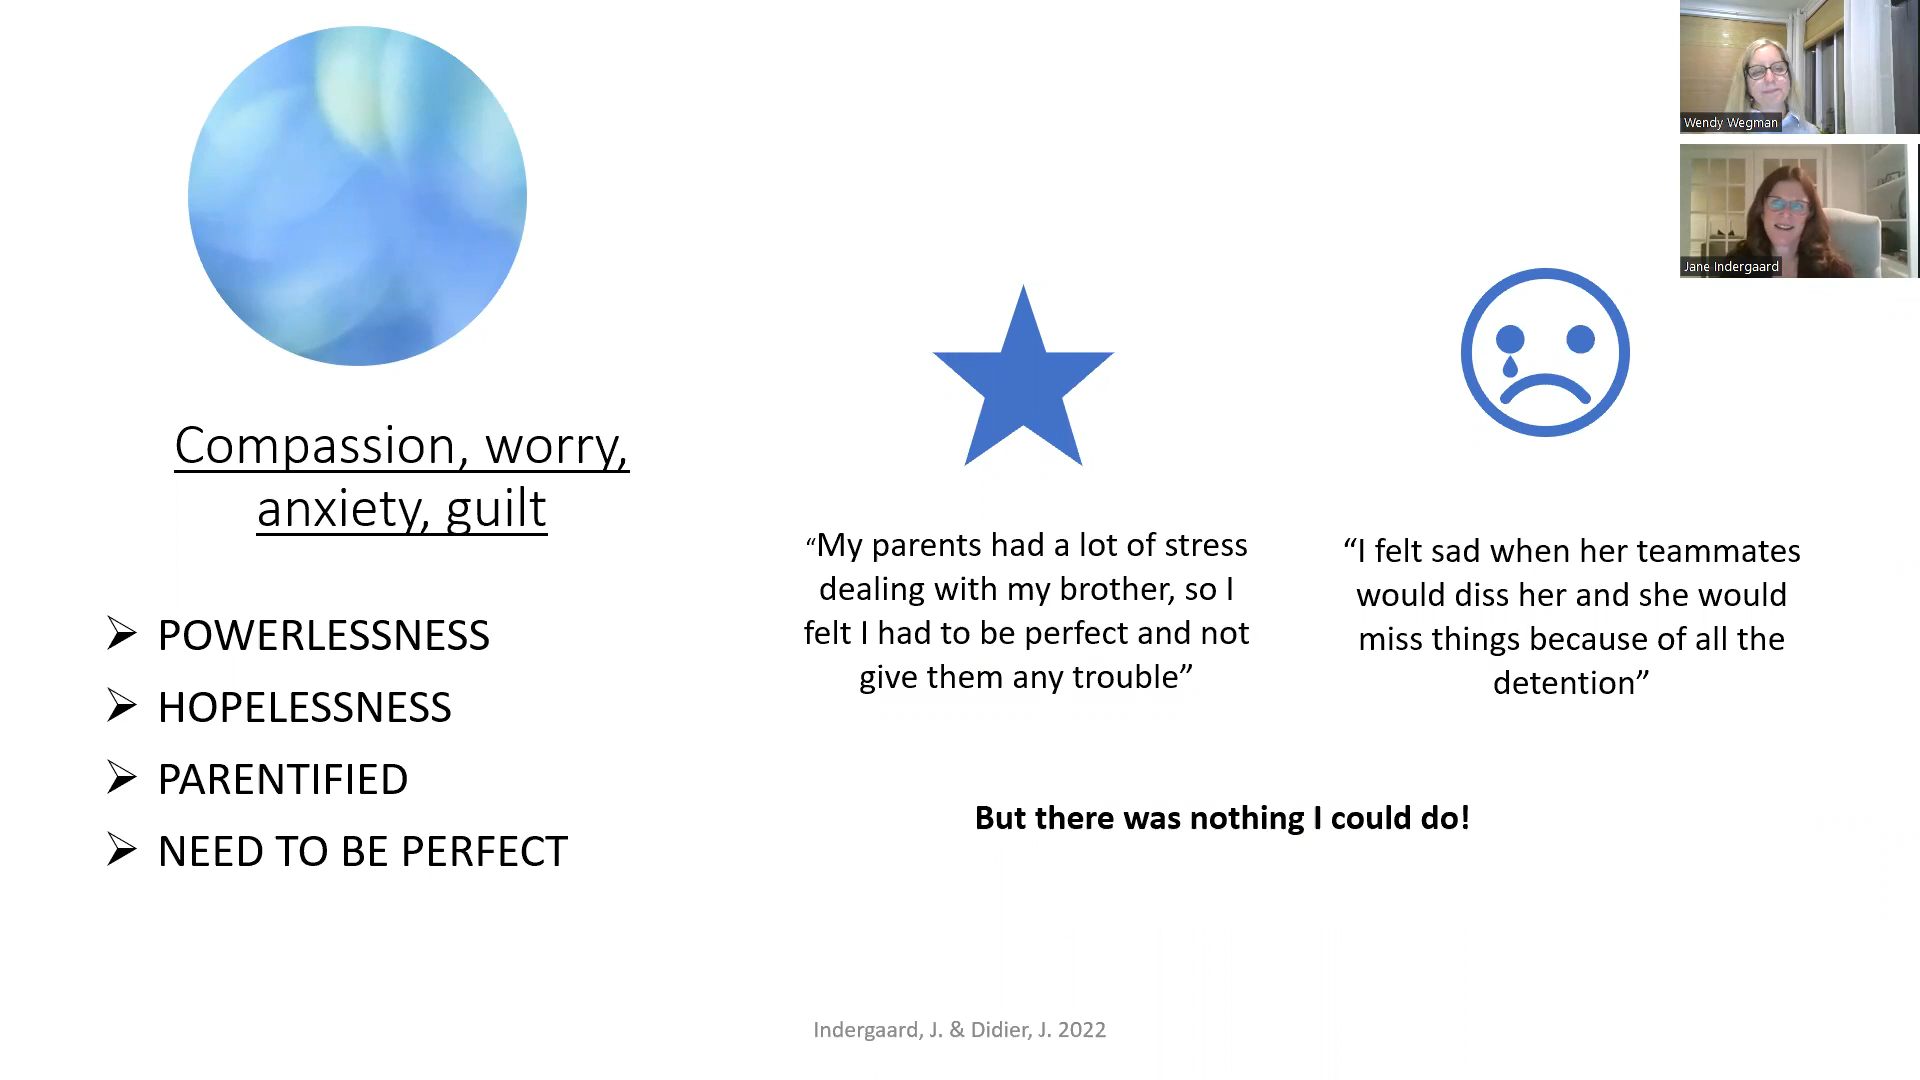 Compassion, worry,
anxiety, guilt
POWERLESSNESS
HOPELESSNESS
PARENTIFIED
NEED TO BE PERFECT
“My parents had a lot of stress
dealing with my brother, so I
felt I had to be perfect and not
give them any trouble”
“I felt sad when her teammates
would diss her and she would
miss things because of all the
detention”
But there was nothing I could do!
Indergaard, J. & Didier, J. 2022
Wendy Wegman
Jane Indergaard